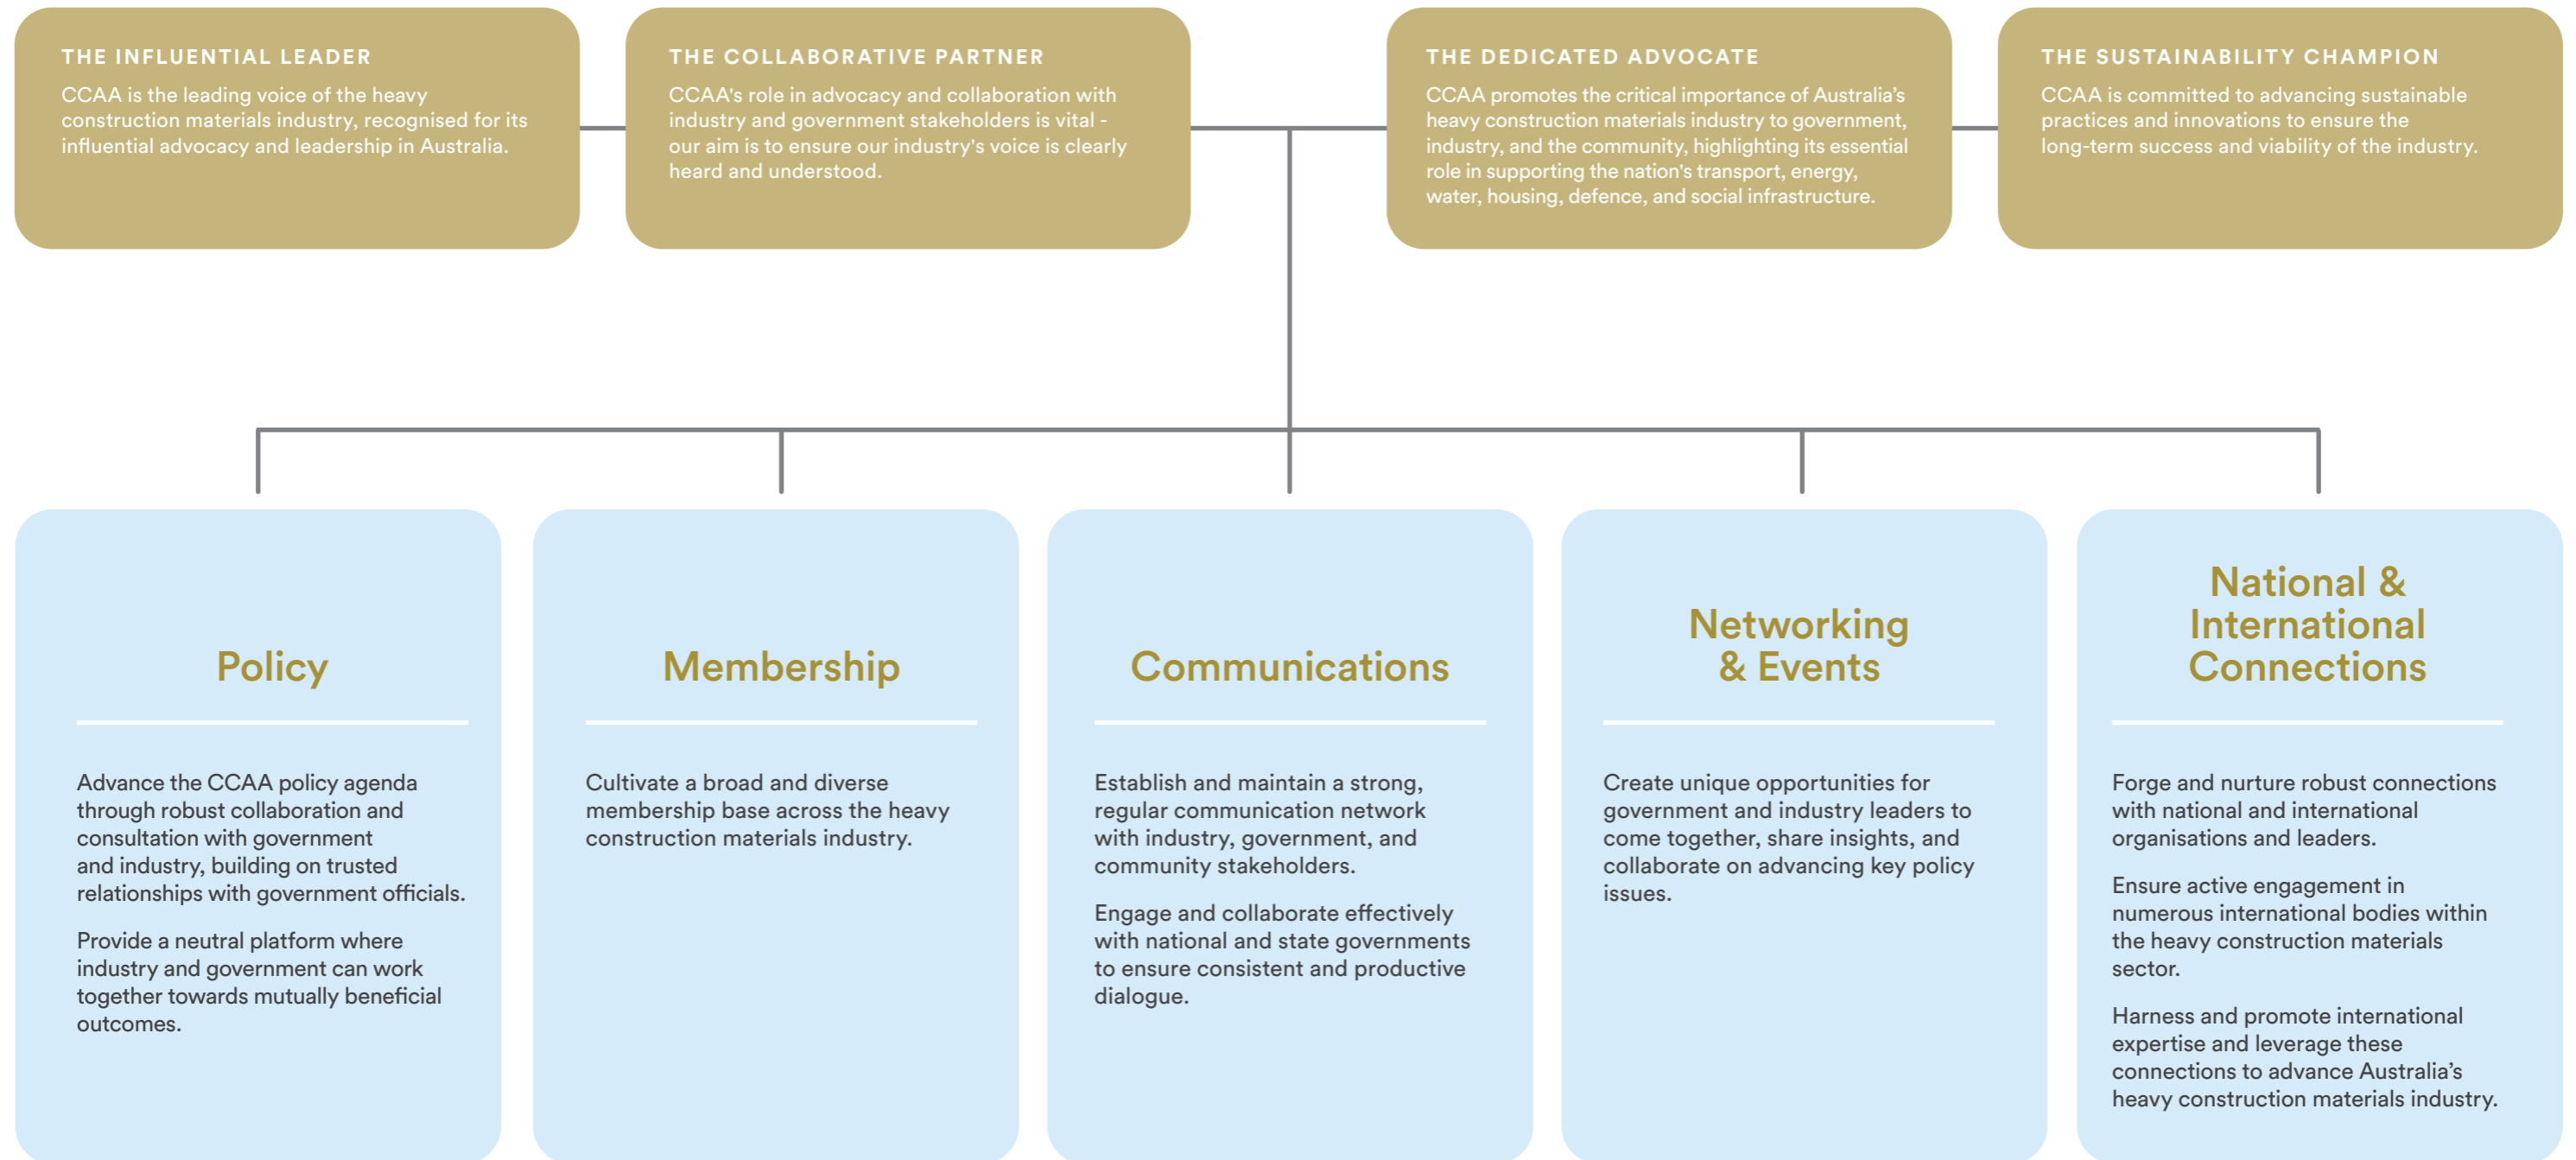 THE INFLUENTIAL LEADER
CCAA is the leading voice of the heavy
construction materials industry, recognised for its
influential advocacy and leadership in Australia.
THE COLLABORATIVE PARTNER
CCAA's role in advocacy and collaboration with
industry and government stakeholders is vital -
our aim is to ensure our industry's voice is clearly
heard and understood.
THE DEDICATED ADVOCATE
CCAA promotes the critical importance of Australia’s
heavy construction materials industry to government,
industry, and the community, highlighting its essential
role in supporting the nation's transport, energy,
water, housing, defence, and social infrastructure.
THE SUSTAINABILITY CHAMPION
CCAA is committed to advancing sustainable
practices and innovations to ensure the
long-term success and viability of the industry.
Policy
Advance the CCAA policy agenda
through robust collaboration and
consultation with government
and industry, building on trusted
relationships with government officials.
Provide a neutral platform where
industry and government can work
together towards mutually beneficial
outcomes.
Membership
Cultivate a broad and diverse
membership base across the heavy
construction materials industry.
Communications
Establish and maintain a strong,
regular communication network
with industry, government, and
community stakeholders.
Engage and collaborate effectively
with national and state governments
to ensure consistent and productive
dialogue.
Networking
& Events
Create unique opportunities for
government and industry leaders to
come together, share insights, and
collaborate on advancing key policy
issues.
National &
International
Connections
Forge and nurture robust connections
with national and international
organisations and leaders.
Ensure active engagement in
numerous international bodies within
the heavy construction materials
sector.
Harness and promote international
expertise and leverage these
connections to advance Australia’s
heavy construction materials industry.